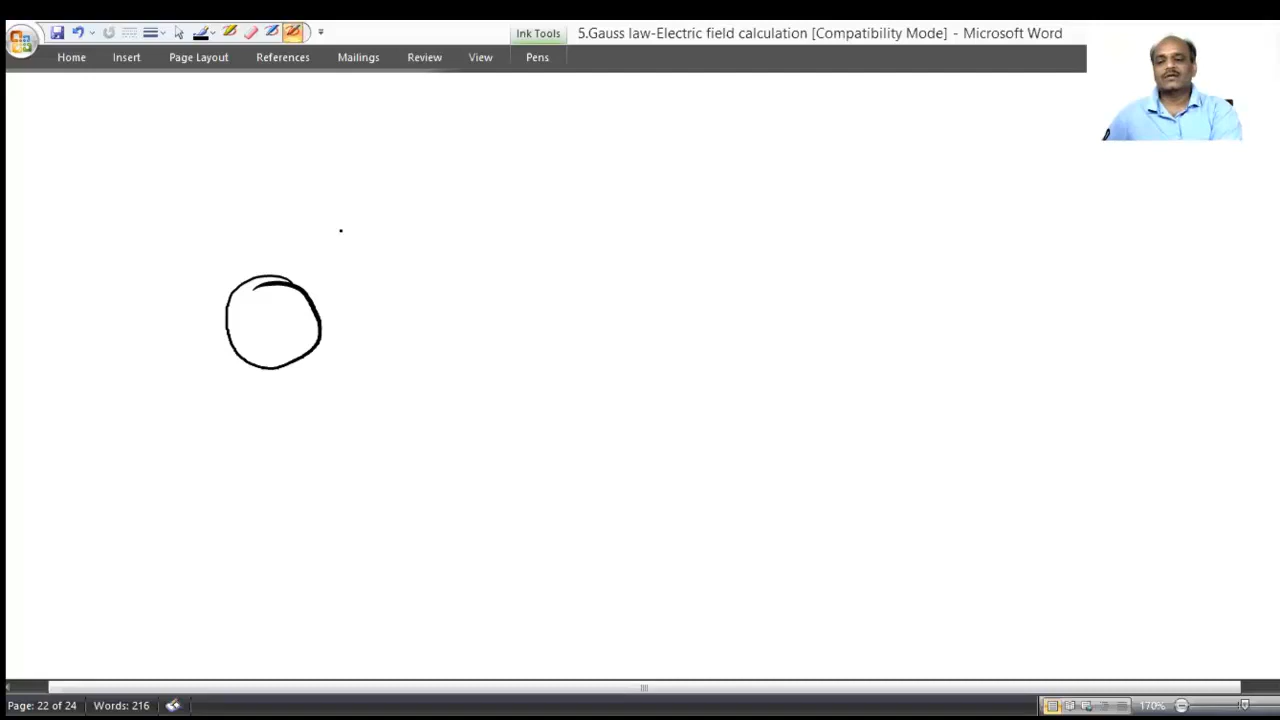 Ink Tools
5.Gauss law-Electric field calculation [Compatibility Mode] - Microsoft Word
Home Insert Page Layout References Mailings Review View Pens
Page: 22 of 24 Words: 216 170%